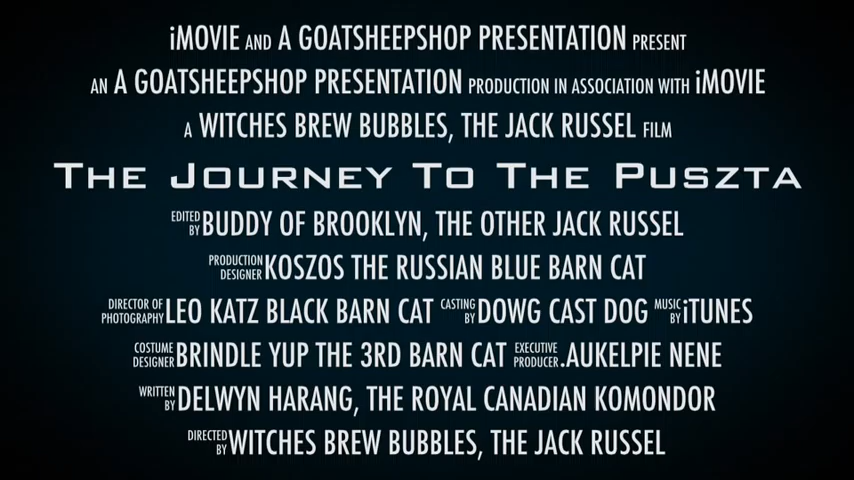 iMOVIE AND A GOATSHEEPSHOP PRESENTATION PRESENT
AN A GOATSHEEPSHOP PRESENTATION PRODUCTION IN ASSOCIATION WITH iMOVIE
A WITCHES BREW BUBBLES, THE JACK RUSSEL FILM
THE JOURNEY TO THE PUSZTA
EDITED BY BUDDY OF BROOKLYN, THE OTHER JACK RUSSEL
PRODUCTION DESIGNER KOSZOS THE RUSSIAN BLUE BARN CAT
DIRECTOR OF PHOTOGRAPHY LEO KATZ BLACK BARN CAT CASTING BY DOWG CAST DOG MUSIC BY iTUNES
COSTUME DESIGNER BRINDLE YUP THE 3RD BARN CAT EXECUTIVE PRODUCER .AUKELPIE NENE
WRITTEN BY DELWYN HARANG, THE ROYAL CANADIAN KOMONDOR
DIRECTED BY WITCHES BREW BUBBLES, THE JACK RUSSEL